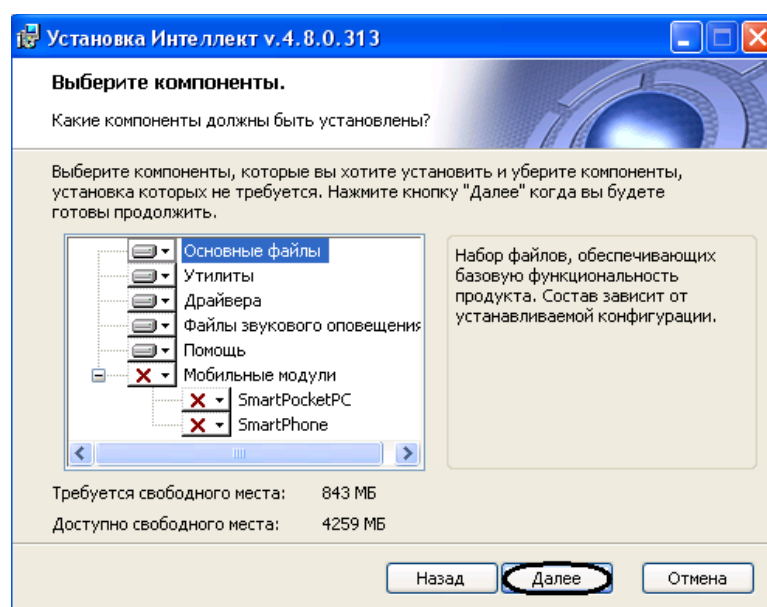 Установка Интеллект v.4.8.0.313
Выберите компоненты.
Какие компоненты должны быть установлены?
Выберите компоненты, которые вы хотите установить и уберите компоненты,
установка которых не требуется. Нажмите кнопку "Далее" когда вы будете
готовы продолжить.
Основные файлы
Утилиты
Драйвера
Файлы звукового оповещения
Помощь
Мобильные модули
SmartPocketPC
SmartPhone
Набор файлов, обеспечивающих
базовую функциональность
продукта. Состав зависит от
устанавливаемой конфигурации.
Требуется свободного места: 843 МБ
Доступно свободного места: 4259 МБ
Назад Далее Отмена